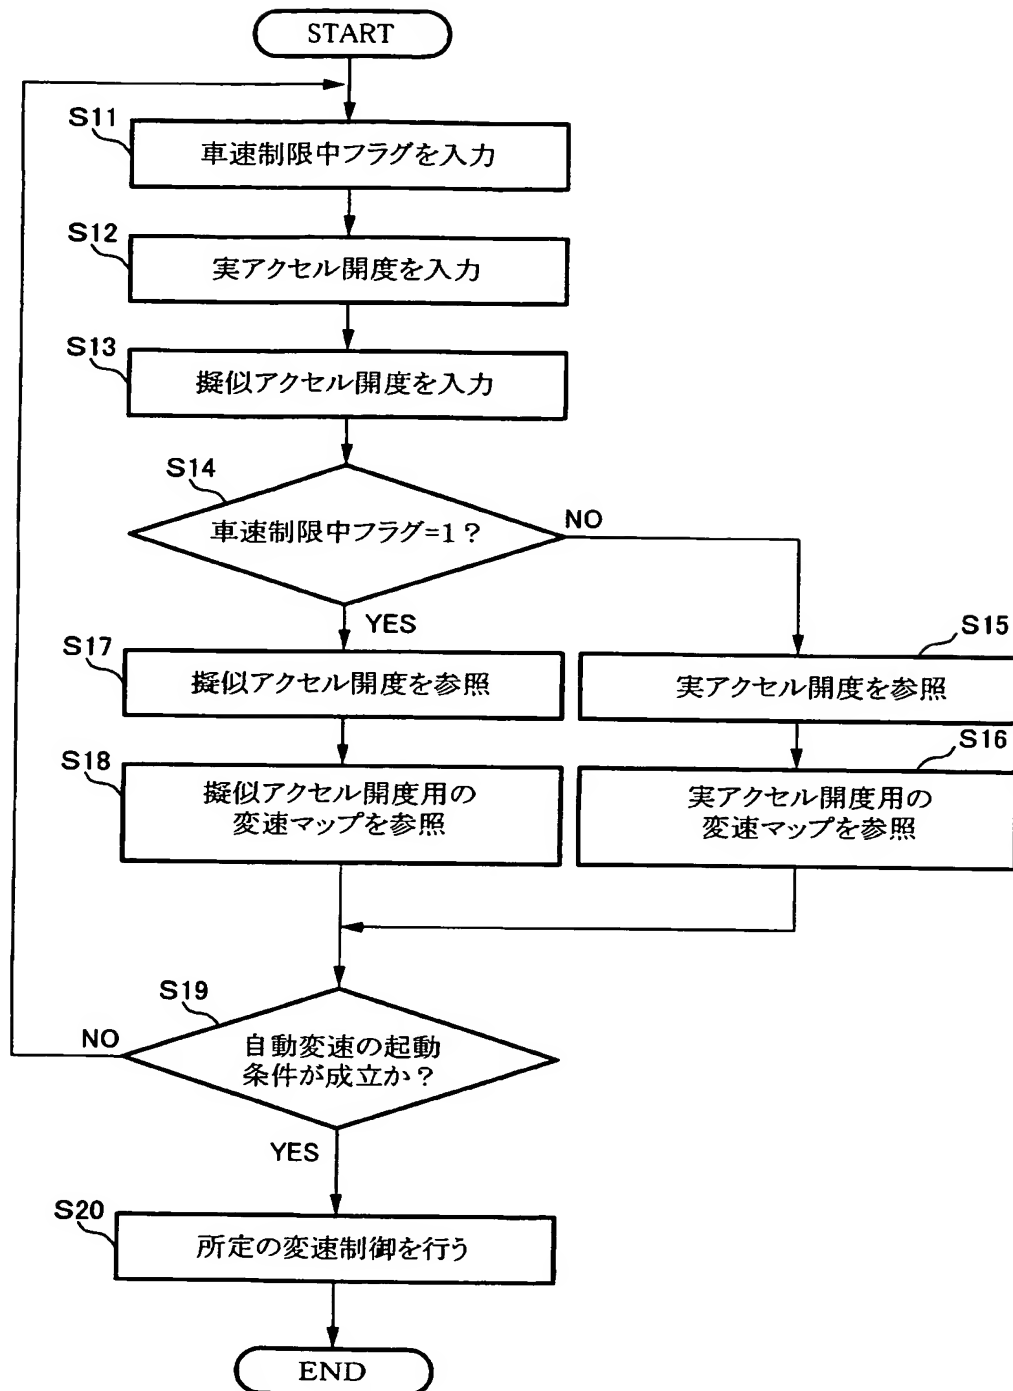 START
S11
車速制限中フラグを入力
S12
実アクセル開度を入力
S13
擬似アクセル開度を入力
S14
車速制限中フラグ=1?
NO
YES
S15
実アクセル開度を参照
S16
実アクセル開度用の
変速マップを参照
S17
擬似アクセル開度を参照
S18
擬似アクセル開度用の
変速マップを参照
S19
自動変速の起動
条件が成立か?
NO
YES
S20
所定の変速制御を行う
END